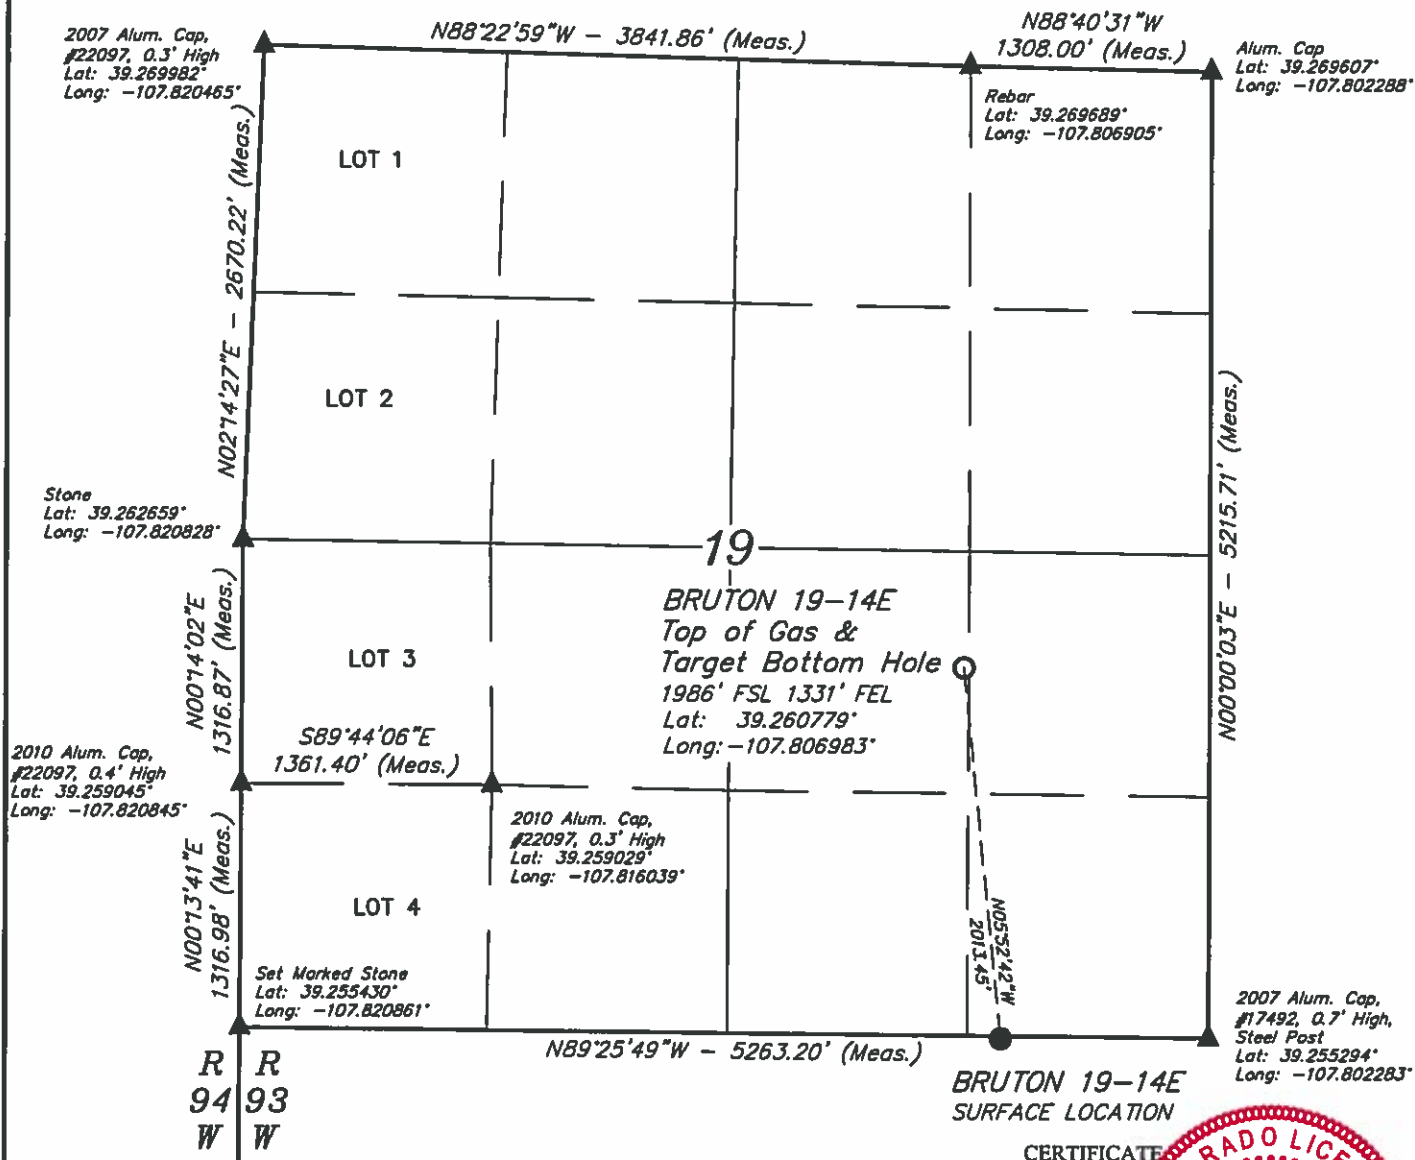 N88°22'59"W – 3841.86' (Meas.)
N88°40'31"W
1308.00' (Meas.)
2007 Alum. Cap,
#22097, 0.3' High
Lat: 39.269982°
Long: -107.820465°
Alum. Cap
Lat: 39.269607°
Long: -107.802288°
Rebar
Lat: 39.269689°
Long: -107.806905°
LOT 1
N02°14'27"E – 2670.22' (Meas.)
LOT 2
N00°00'03"E – 5215.71' (Meas.)
Stone
Lat: 39.262659°
Long: -107.820828°
19
BRUTON 19-14E
Top of Gas &
Target Bottom Hole
1986' FSL 1331' FEL
Lat: 39.260779°
Long: -107.806983°
N00°14'02"E
1316.87' (Meas.)
LOT 3
S89°44'06"E
1361.40' (Meas.)
2010 Alum. Cap,
#22097, 0.4' High
Lat: 39.259045°
Long: -107.820845°
2010 Alum. Cap,
#22097, 0.3' High
Lat: 39.259029°
Long: -107.816039°
N00°13'41"E
1316.98' (Meas.)
LOT 4
N05°52'42"W
2013.45'
Set Marked Stone
Lat: 39.255430°
Long: -107.820861°
2007 Alum. Cap,
#17492, 0.7' High,
Steel Post
Lat: 39.255294°
Long: -107.802283°
N89°25'49"W – 5263.20' (Meas.)
R R
94 93
W W
BRUTON 19-14E
SURFACE LOCATION
CERTIFICATE
RADO LICE